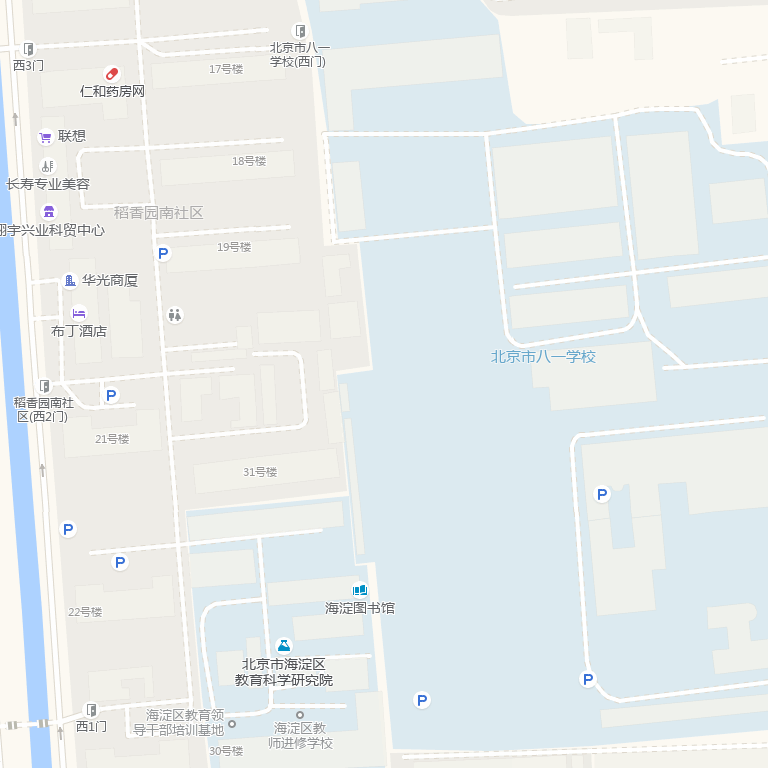 北京市八一
学校(西门)
西3门
17号楼
仁和药房网
联想
18号楼
长寿专业美容
稻香园南社区
翔宇兴业科贸中心
19号楼
P
华光商厦
布丁酒店
北京市八一学校
稻香园南社
区(西2门)
P
21号楼
31号楼
P
P
P
海淀图书馆
22号楼
北京市海淀区
教育科学研究院
P
P
西1门
海淀区教育领
导干部培训基地
海淀区教
师进修学校
30号楼